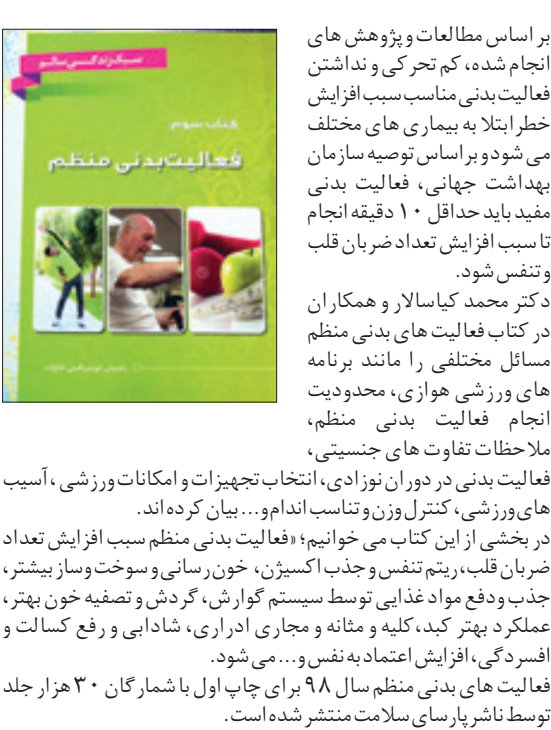 بر اساس مطالعات و پژوهش های
انجام شده، کم تحرکی و نداشتن
فعالیت بدنی مناسب سبب افزایش
خطر ابتلا به بیماری های مختلف
می شود و بر اساس توصیه سازمان
بهداشت جهانی، فعالیت بدنی
مفید باید حداقل ۱۰ دقیقه انجام
تا سبب افزایش تعداد ضربان قلب
و تنفس شود.
دکتر محمد کیاسالار و همکاران
در کتاب فعالیت های بدنی منظم
مسائل مختلفی را مانند برنامه
های ورزشی هوازی، محدودیت
انجام فعالیت بدنی منظم،
ملاحظات تفاوت های جنسیتی،
فعالیت بدنی در دوران نوزادی، انتخاب تجهیزات و امکانات ورزشی، آسیب
های ورزشی، کنترل وزن و تناسب اندام و... بیان کرده اند.
در بخشی از این کتاب می خوانیم؛ «فعالیت بدنی منظم سبب افزایش تعداد
ضربان قلب، ریتم تنفس و جذب اکسیژن، خون رسانی و سوخت و ساز بیشتر،
جذب و دفع مواد غذایی توسط سیستم گوارش، گردش و تصفیه خون بهتر،
عملکرد بهتر کبد، کلیه و مثانه و مجاری ادراری، شادابی و رفع کسالت و
افسردگی، افزایش اعتماد به نفس و... می شود.
فعالیت های بدنی منظم سال ۹۸ برای چاپ اول با شمارگان ۳۰ هزار جلد
توسط ناشر پارسای سلامت منتشر شده است.
سبک زندگی سالم
کتاب سوم
فعالیت بدنی منظم